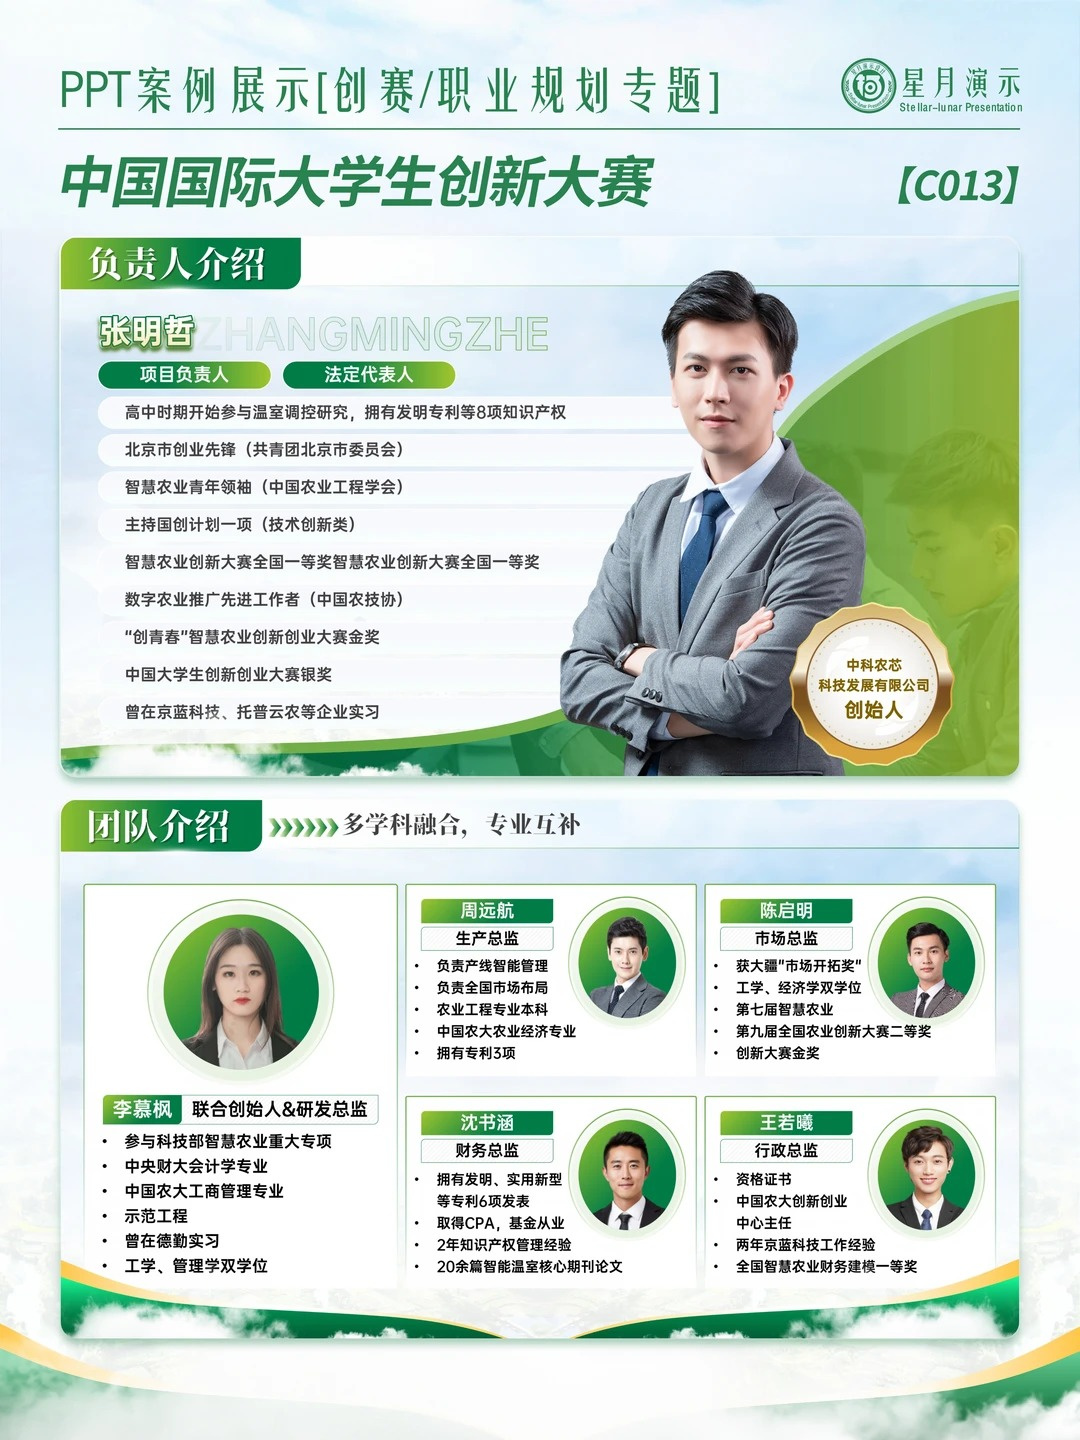 PPT案例展示[创赛/职业规划专题]
星月演示
Stellar-lunar Presentation
中国国际大学生创新大赛
【C013】
负责人介绍
张明哲
ZHANGMINGZHE
项目负责人
法定代表人
高中时期开始参与温室调控研究，拥有发明专利等8项知识产权
北京市创业先锋（共青团北京市委员会）
智慧农业青年领袖（中国农业工程学会）
主持国创计划一项（技术创新类）
智慧农业创新大赛全国一等奖智慧农业创新大赛全国一等奖
数字农业推广先进工作者（中国农技协）
“创青春”智慧农业创新创业大赛金奖
中国大学生创新创业大赛银奖
曾在京蓝科技、托普云农等企业实习
中科农芯
科技发展有限公司
创始人
团队介绍
多学科融合，专业互补
李慕枫
联合创始人&研发总监
• 参与科技部智慧农业重大专项
• 中央财大会计学专业
• 中国农大工商管理专业
• 示范工程
• 曾在德勤实习
• 工学、管理学双学位
周远航
生产总监
• 负责产线智能管理
• 负责全国市场布局
• 农业工程专业本科
• 中国农大农业经济专业
• 拥有专利3项
陈启明
市场总监
• 获大疆“市场开拓奖”
• 工学、经济学双学位
• 第七届智慧农业
• 第九届全国农业创新大赛二等奖
• 创新大赛金奖
沈书涵
财务总监
• 拥有发明、实用新型
等专利6项发表
• 取得CPA，基金从业
• 2年知识产权管理经验
• 20余篇智能温室核心期刊论文
王若曦
行政总监
• 资格证书
• 中国农大创新创业
中心主任
• 两年京蓝科技工作经验
• 全国智慧农业财务建模一等奖